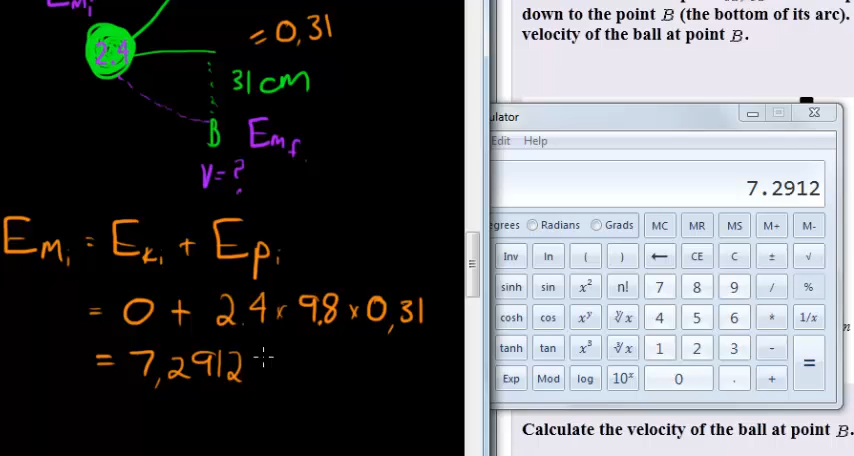 Emi
= 0,31
2.4
31 cm
B Emf
V = ?
Emi = Eki + Epi
= 0 + 2.4 × 9.8 × 0,31
= 7,2912
down to the point B (the bottom of its arc).
velocity of the ball at point B.
ulator
Edit Help
7.2912
egrees Radians Grads MC MR MS M+ M-
Inv ln ( ) ← CE C ± √
sinh sin x² n! 7 8 9 / %
cosh cos xʸ ʸ√x 4 5 6 * 1/x
tanh tan x³ ³√x 1 2 3 - =
Exp Mod log 10ˣ 0 . +
Calculate the velocity of the ball at point B.